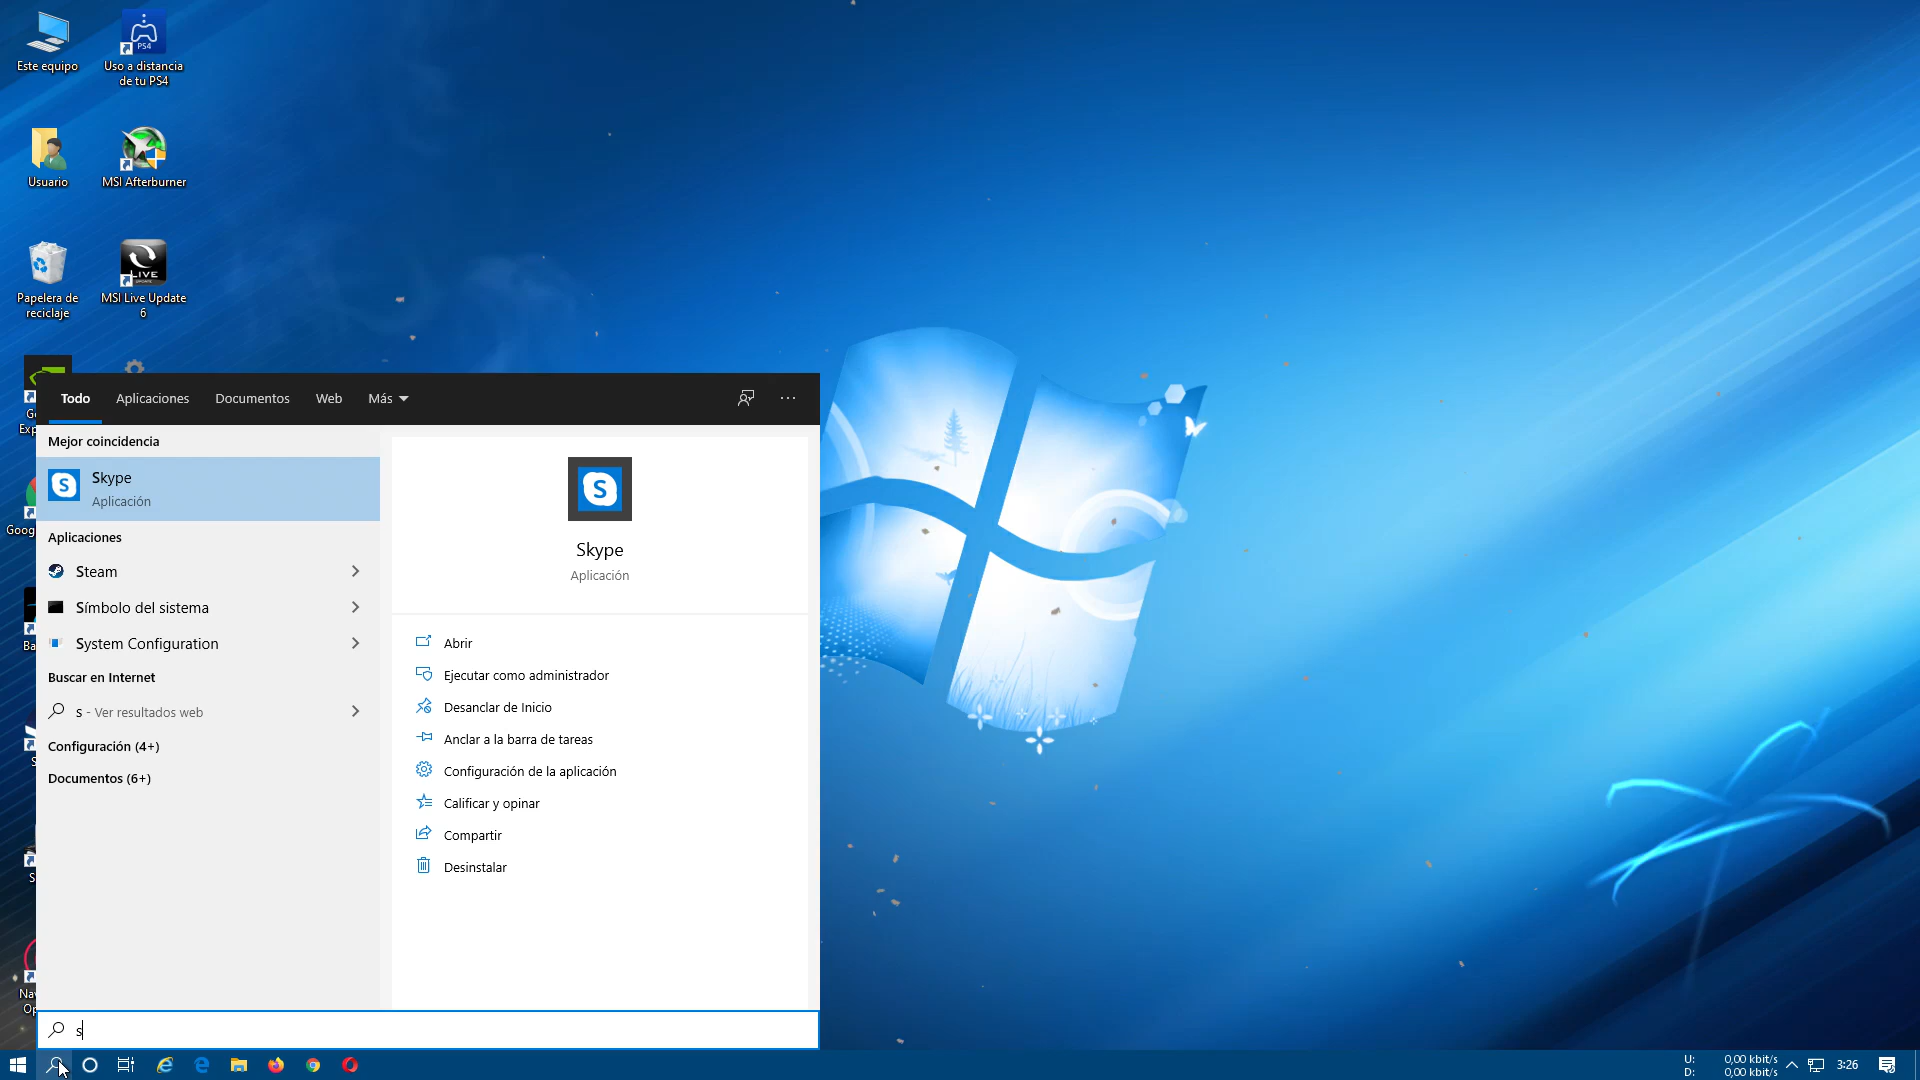 Este equipo
Uso a distancia
de tu PS4
PS4
Usuario
MSI Afterburner
Papelera de
reciclaje
LIVE
UPDATE
MSI Live Update
6
Todo
Aplicaciones
Documentos
Web
Más
Mejor coincidencia
Skype
Aplicación
Aplicaciones
Steam
Símbolo del sistema
System Configuration
Buscar en Internet
s - Ver resultados web
Configuración (4+)
Documentos (6+)
Skype
Aplicación
Abrir
Ejecutar como administrador
Desanclar de Inicio
Anclar a la barra de tareas
Configuración de la aplicación
Calificar y opinar
Compartir
Desinstalar
s
U: 0,00 kbit/s
D: 0,00 kbit/s
3:26